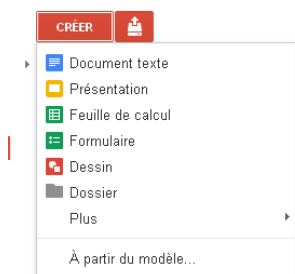 CRÉER
Document texte
Présentation
Feuille de calcul
Formulaire
Dessin
Dossier
Plus
À partir du modèle...